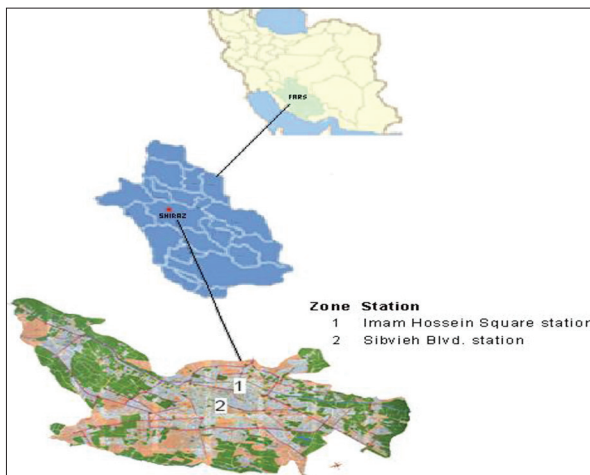 FARS
SHIRAZ
Zone Station
1 Imam Hossein Square station
2 Sibvieh Blvd. station
1
2